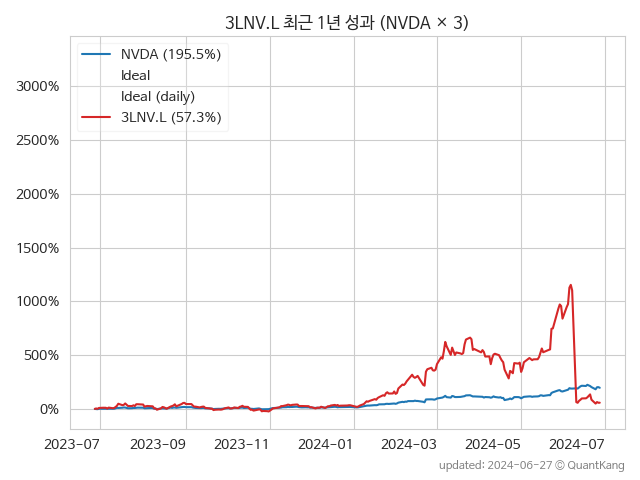 3LNV.L 최근 1년 성과 (NVDA × 3)
NVDA (195.5%)
Ideal
Ideal (daily)
3LNV.L (57.3%)
3000%
2500%
2000%
1500%
1000%
500%
0%
2023-07 2023-09 2023-11 2024-01 2024-03 2024-05 2024-07
updated: 2024-06-27 © QuantKang